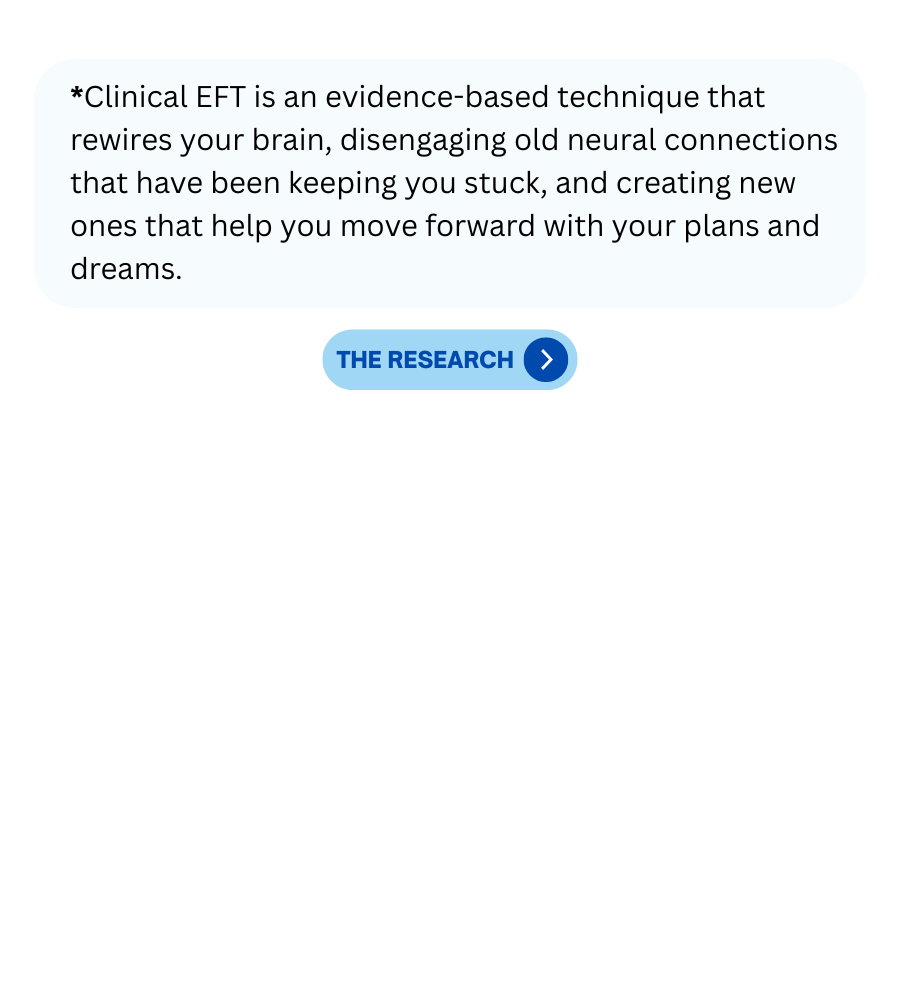 *Clinical EFT is an evidence-based technique that
rewires your brain, disengaging old neural connections
that have been keeping you stuck, and creating new
ones that help you move forward with your plans and
dreams.
THE RESEARCH